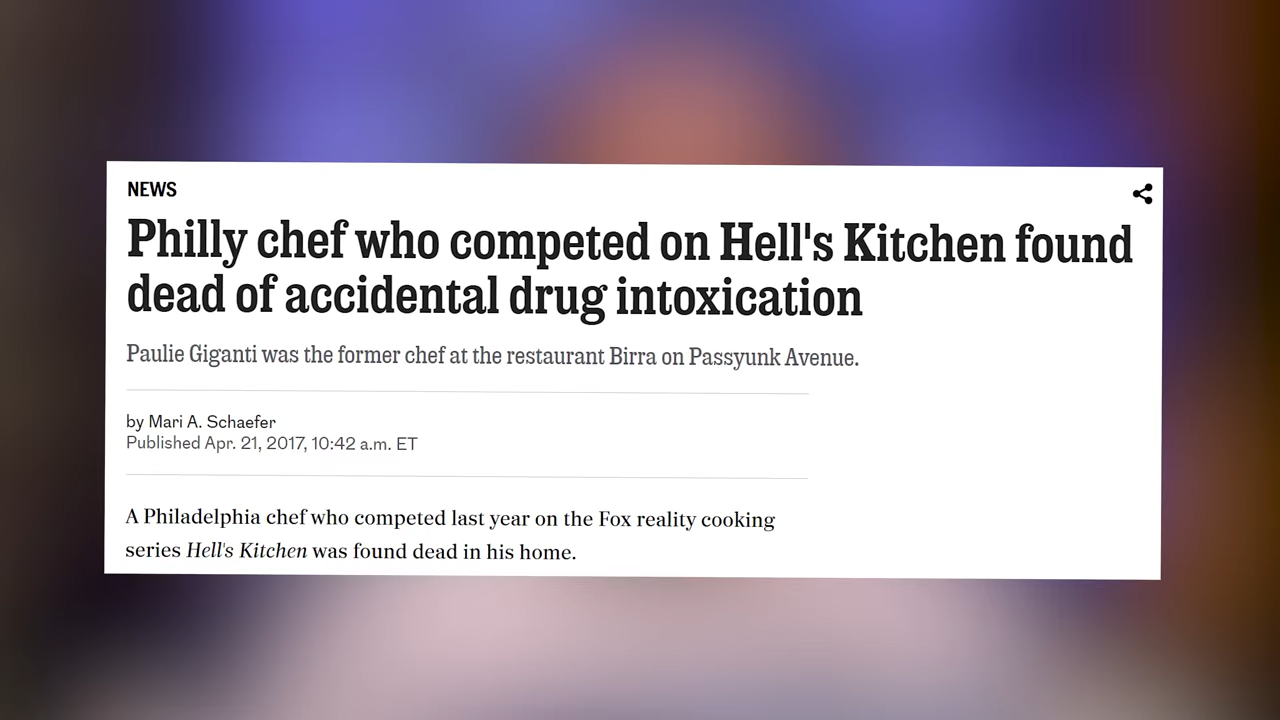 NEWS
Philly chef who competed on Hell's Kitchen found
dead of accidental drug intoxication
Paulie Giganti was the former chef at the restaurant Birra on Passyunk Avenue.
by Mari A. Schaefer
Published Apr. 21, 2017, 10:42 a.m. ET
A Philadelphia chef who competed last year on the Fox reality cooking
series Hell's Kitchen was found dead in his home.